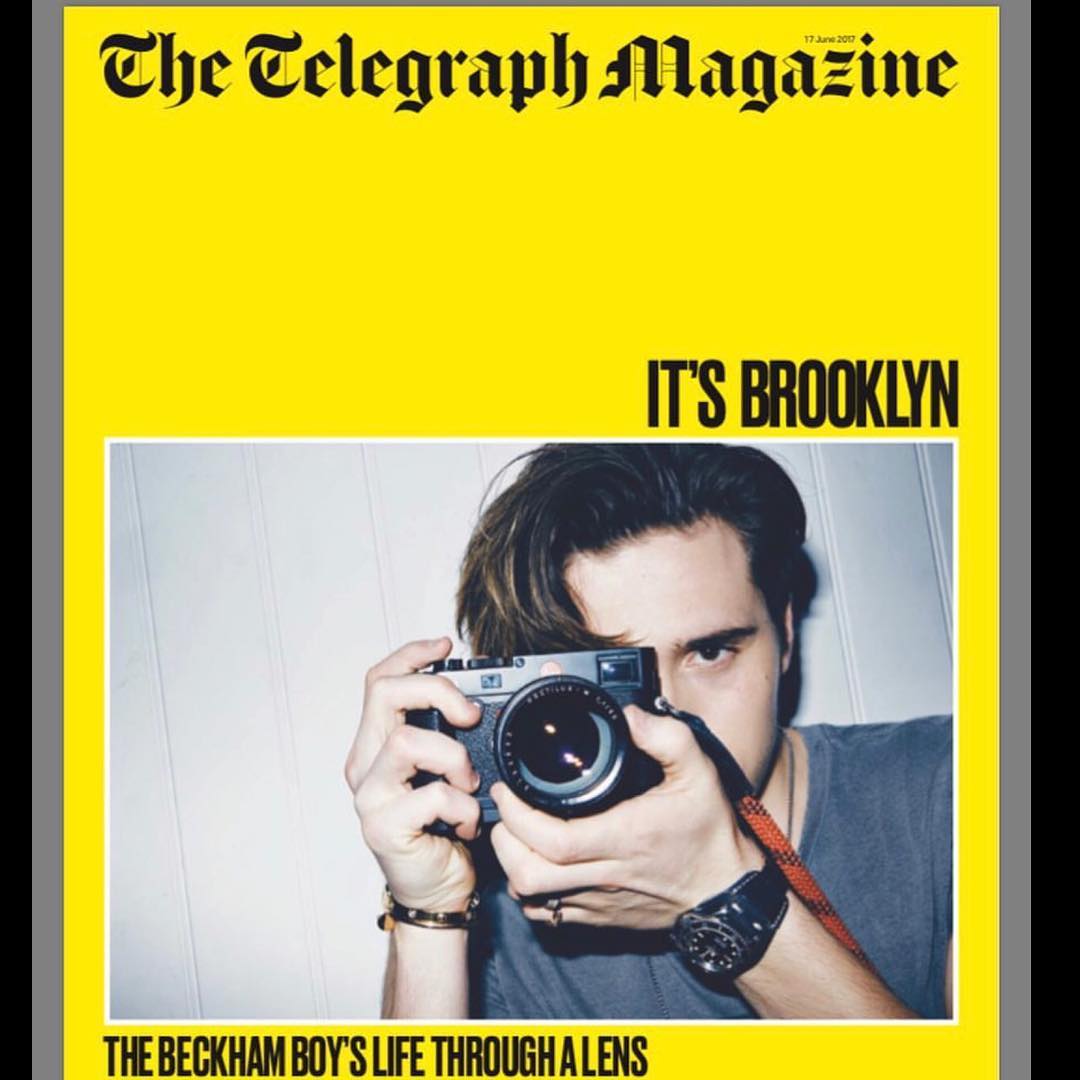 17 June 2017
The Telegraph Magazine
IT'S BROOKLYN
THE BECKHAM BOY'S LIFE THROUGH A LENS